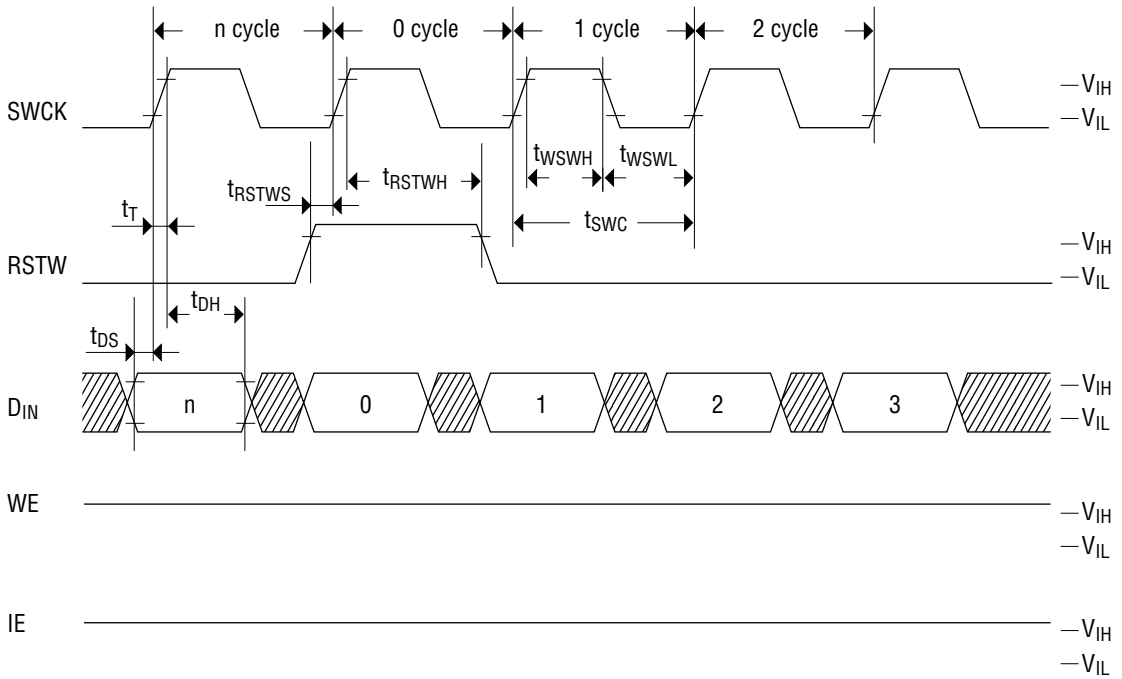 n cycle 0 cycle 1 cycle 2 cycle
SWCK
VIH
VIL
tWSWH tWSWL
tRSTWH
tRSTWS
tT
tSWC
RSTW
VIH
VIL
tDH
tDS
DIN
n 0 1 2 3
VIH
VIL
WE
VIH
VIL
IE
VIH
VIL